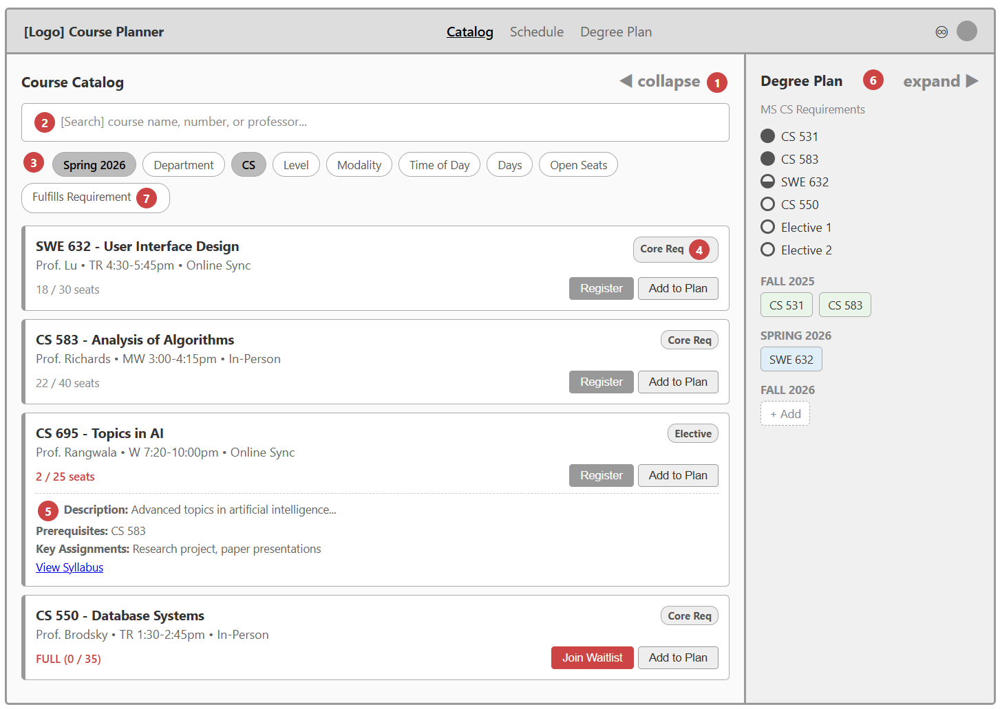 [Logo] Course Planner
Catalog Schedule Degree Plan
Course Catalog
◀ collapse 1
2 [Search] course name, number, or professor...
3 Spring 2026 Department CS Level Modality Time of Day Days Open Seats
Fulfills Requirement 7
SWE 632 - User Interface Design
Core Req 4
Prof. Lu • TR 4:30-5:45pm • Online Sync
18 / 30 seats
Register Add to Plan
CS 583 - Analysis of Algorithms
Core Req
Prof. Richards • MW 3:00-4:15pm • In-Person
22 / 40 seats
Register Add to Plan
CS 695 - Topics in AI
Elective
Prof. Rangwala • W 7:20-10:00pm • Online Sync
2 / 25 seats
Register Add to Plan
5 Description: Advanced topics in artificial intelligence...
Prerequisites: CS 583
Key Assignments: Research project, paper presentations
View Syllabus
CS 550 - Database Systems
Core Req
Prof. Brodsky • TR 1:30-2:45pm • In-Person
FULL (0 / 35)
Join Waitlist Add to Plan
Degree Plan 6 expand ▶
MS CS Requirements
CS 531
CS 583
SWE 632
CS 550
Elective 1
Elective 2
FALL 2025
CS 531 CS 583
SPRING 2026
SWE 632
FALL 2026
+ Add